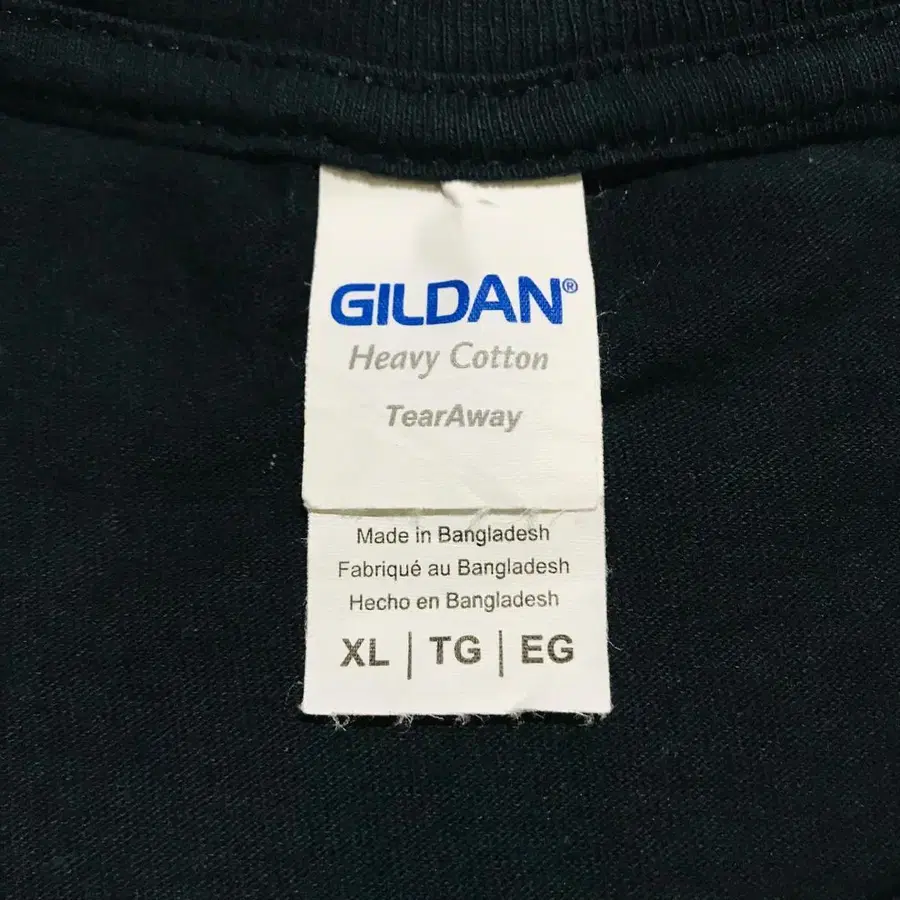 GILDAN®
Heavy Cotton
TearAway
Made in Bangladesh
Fabriqué au Bangladesh
Hecho en Bangladesh
XL | TG | EG